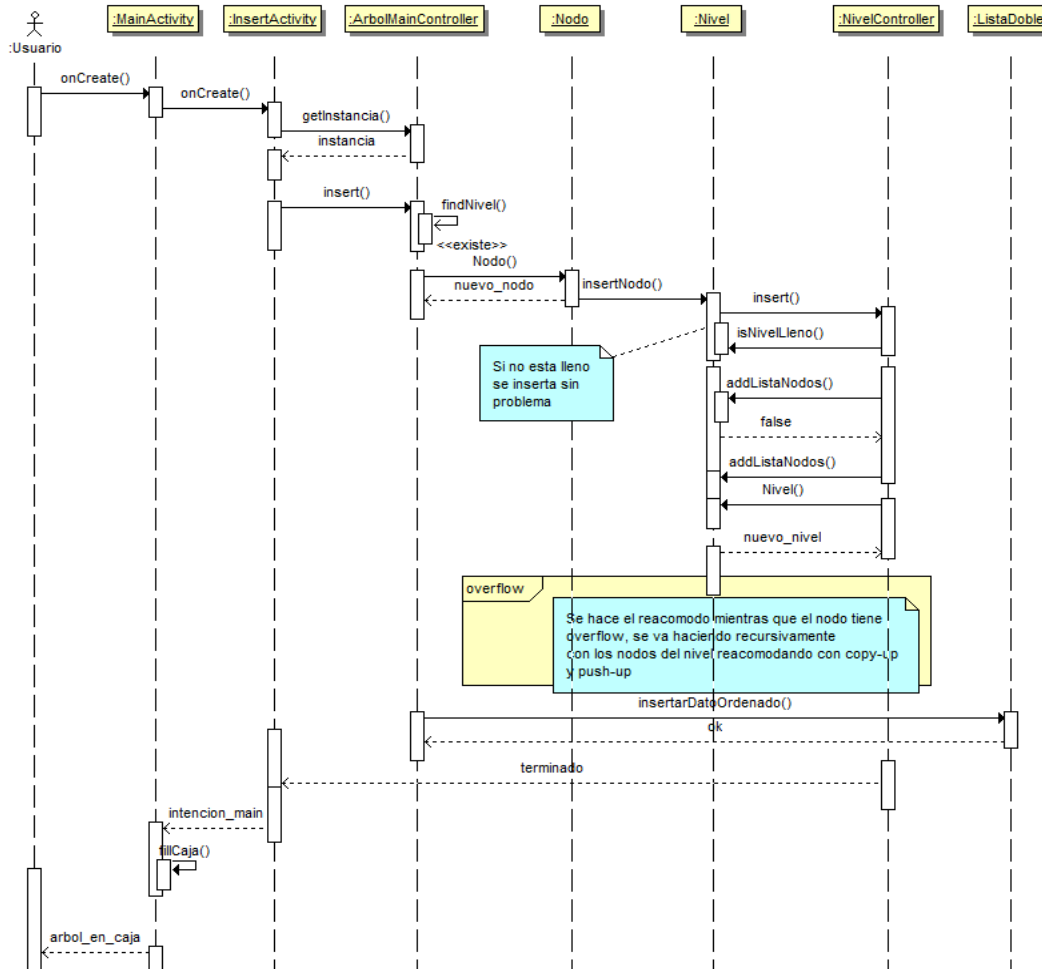 :MainActivity
:InsertActivity
:ArbolMainController
:Nodo
:Nivel
:NivelController
:ListaDoble
:Usuario
onCreate()
onCreate()
getInstancia()
instancia
insert()
findNivel()
<<existe>>
Nodo()
nuevo_nodo
insertNodo()
insert()
isNivelLleno()
Si no esta lleno
se inserta sin
problema
addListaNodos()
false
addListaNodos()
Nivel()
nuevo_nivel
overflow
Se hace el reacomodo mientras que el nodo tiene
overflow, se va haciendo recursivamente
con los nodos del nivel reacomodando con copy-up
y push-up
insertarDatoOrdenado()
ok
terminado
intencion_main
fillCaja()
arbol_en_caja